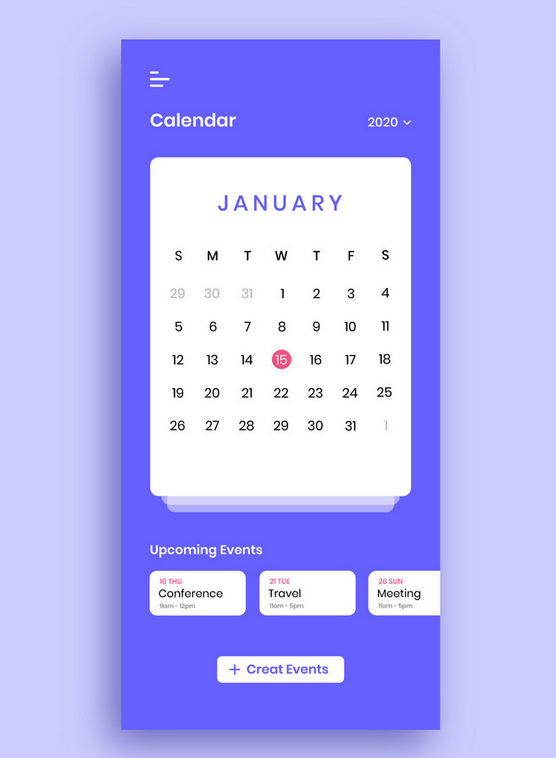 Calendar
2020
JANUARY
S M T W T F S
29 30 31 1 2 3 4
5 6 7 8 9 10 11
12 13 14 15 16 17 18
19 20 21 22 23 24 25
26 27 28 29 30 31 1
Upcoming Events
16 THU
Conference
9am - 12pm
21 TUE
Travel
11am - 5pm
26 SUN
Meeting
11am - 5pm
+ Creat Events